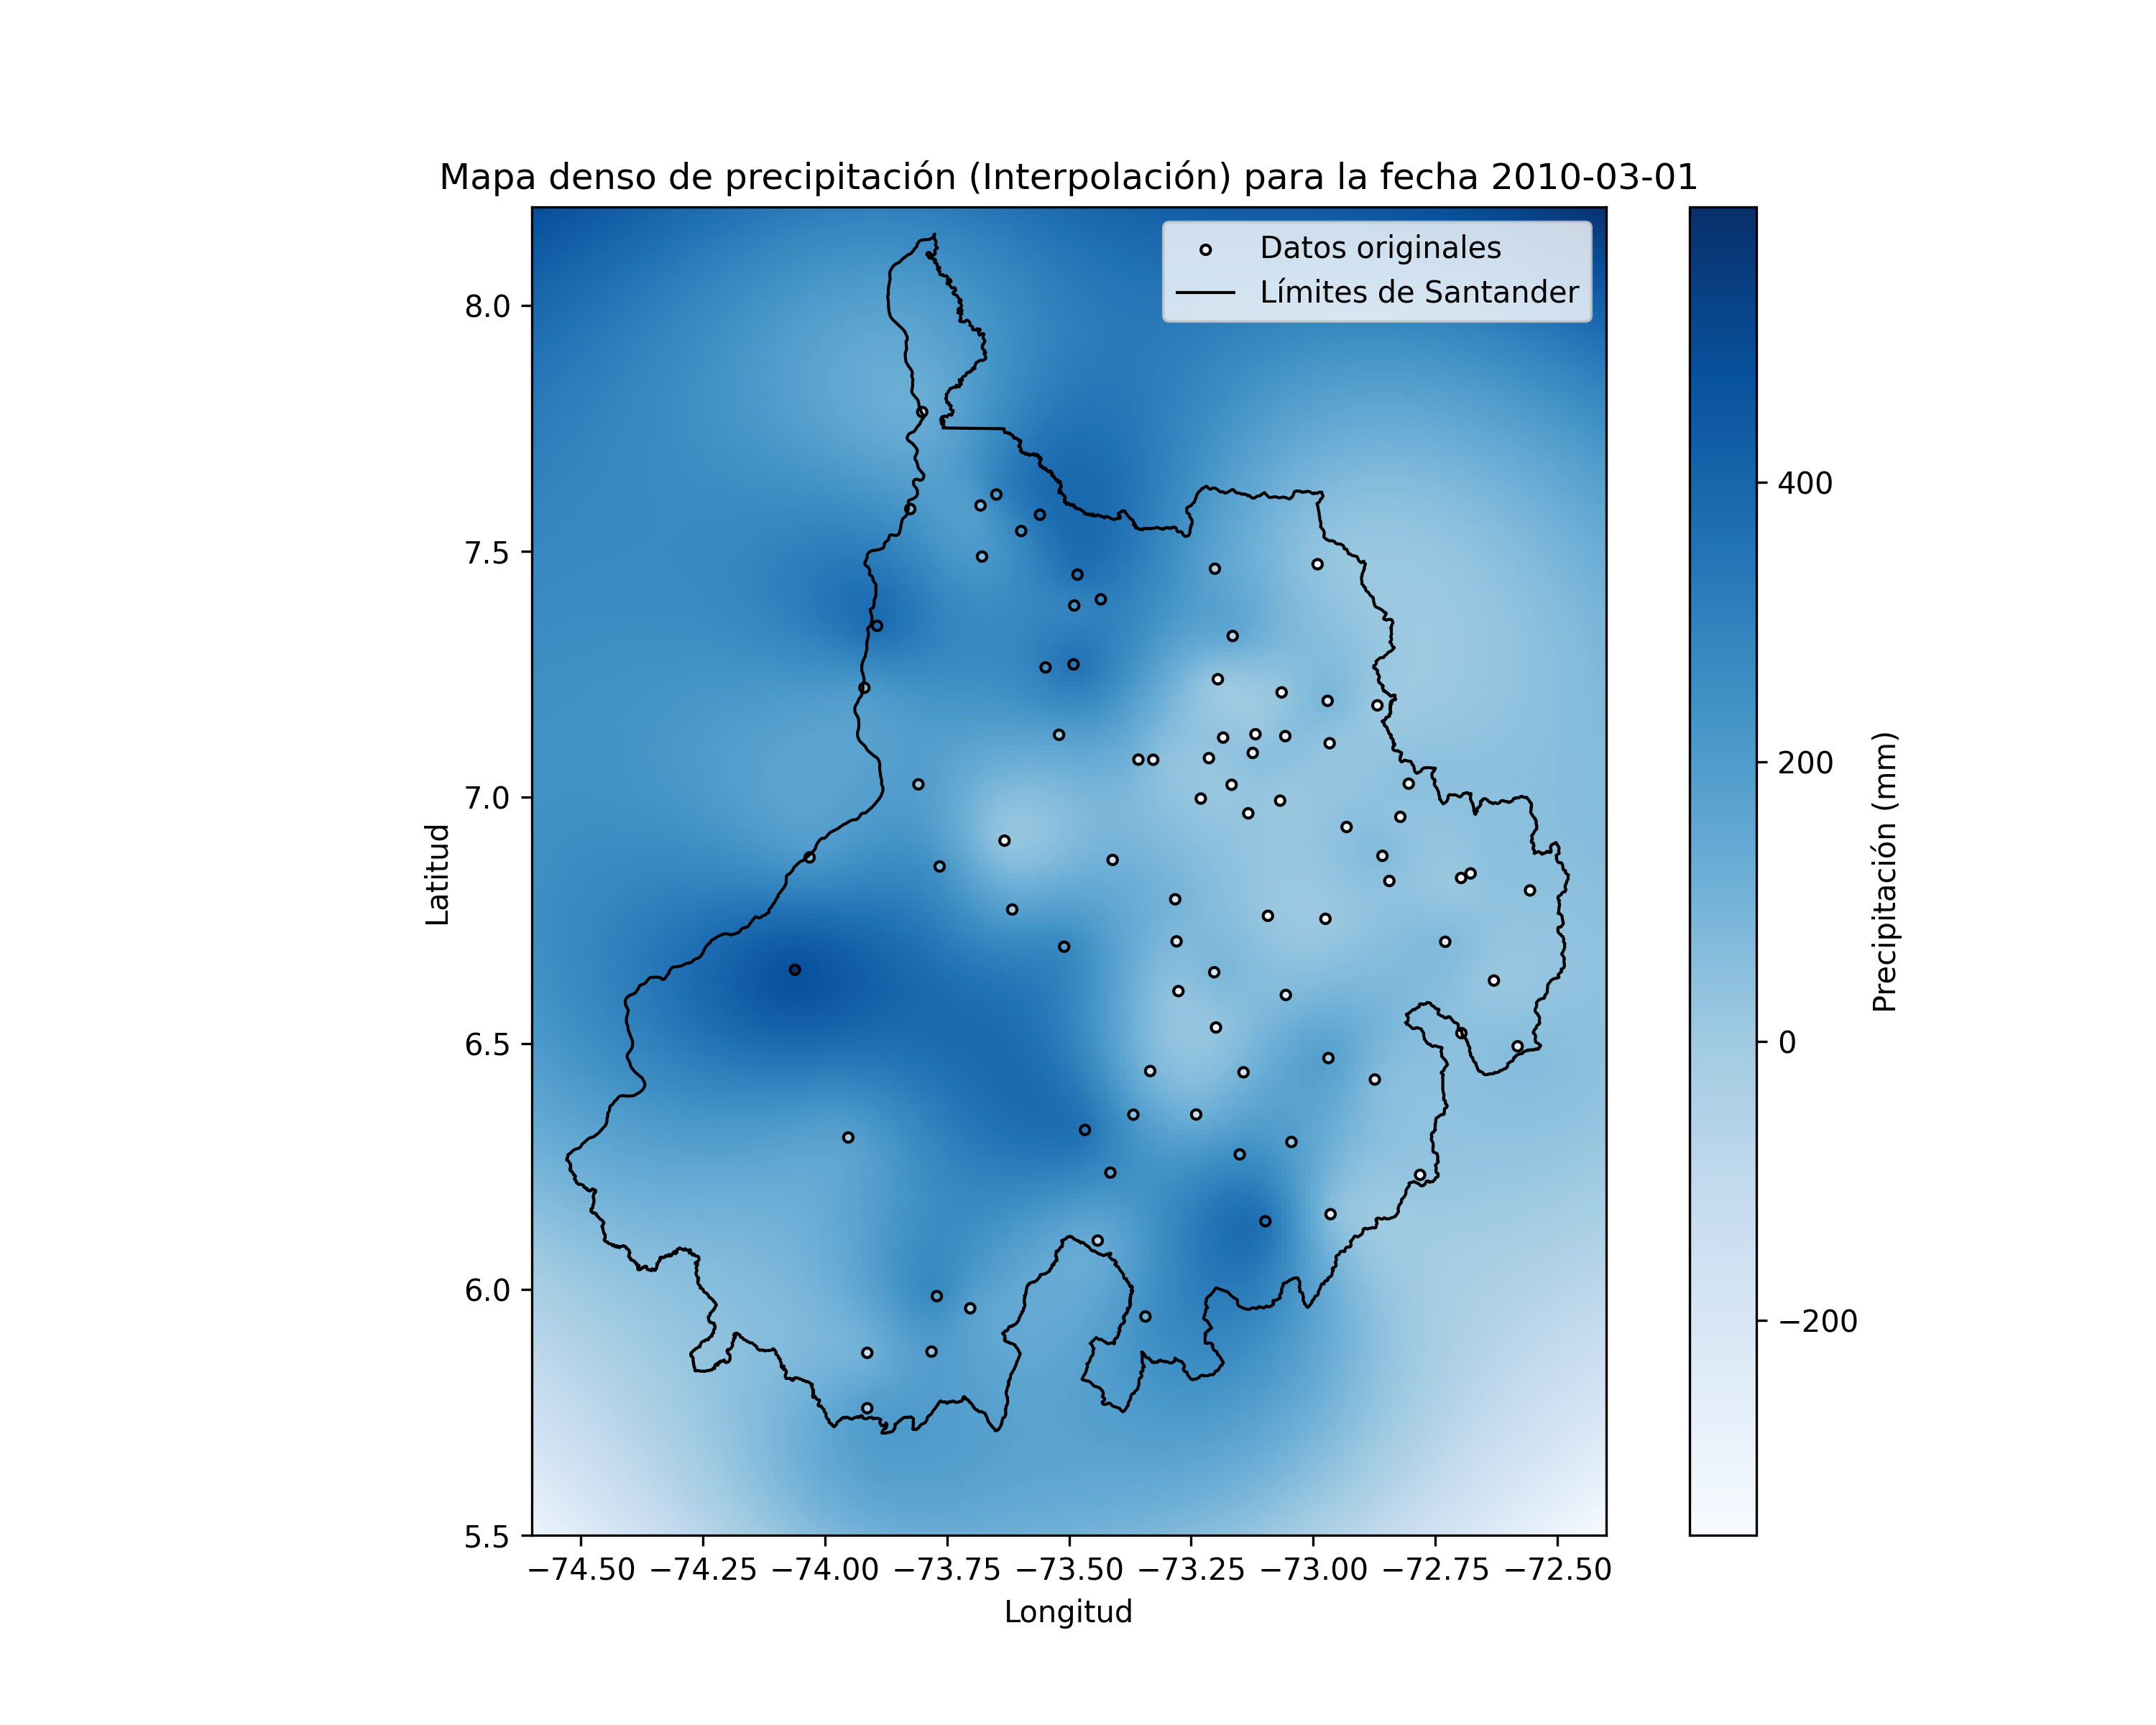 Mapa denso de precipitación (Interpolación) para la fecha 2010-03-01
Datos originales
Límites de Santander
8.0
7.5
7.0
6.5
6.0
5.5
Latitud
−74.50 −74.25 −74.00 −73.75 −73.50 −73.25 −73.00 −72.75 −72.50
Longitud
400
200
0
−200
Precipitación (mm)